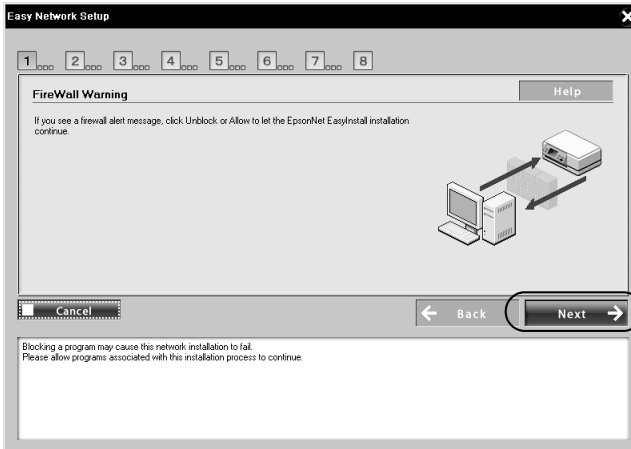 Easy Network Setup
1 2 3 4 5 6 7 8
FireWall Warning
Help
If you see a firewall alert message, click Unblock or Allow to let the EpsonNet EasyInstall installation
continue.
Cancel
Back
Next
Blocking a program may cause this network installation to fail.
Please allow programs associated with this installation process to continue.